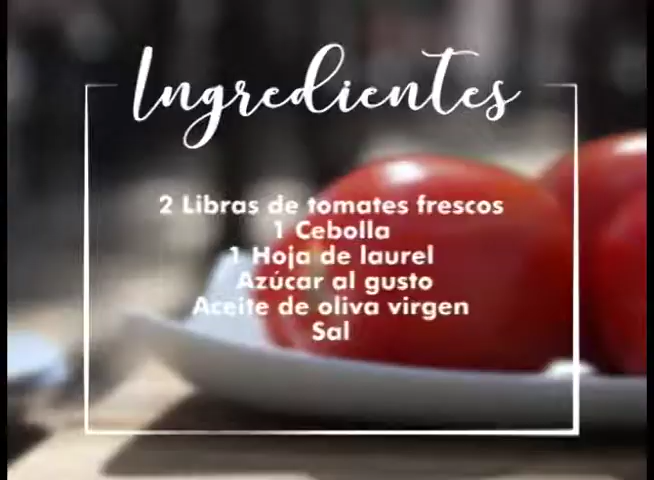 Ingredientes
2 Libras de tomates frescos
1 Cebolla
1 Hoja de laurel
Azúcar al gusto
Aceite de oliva virgen
Sal